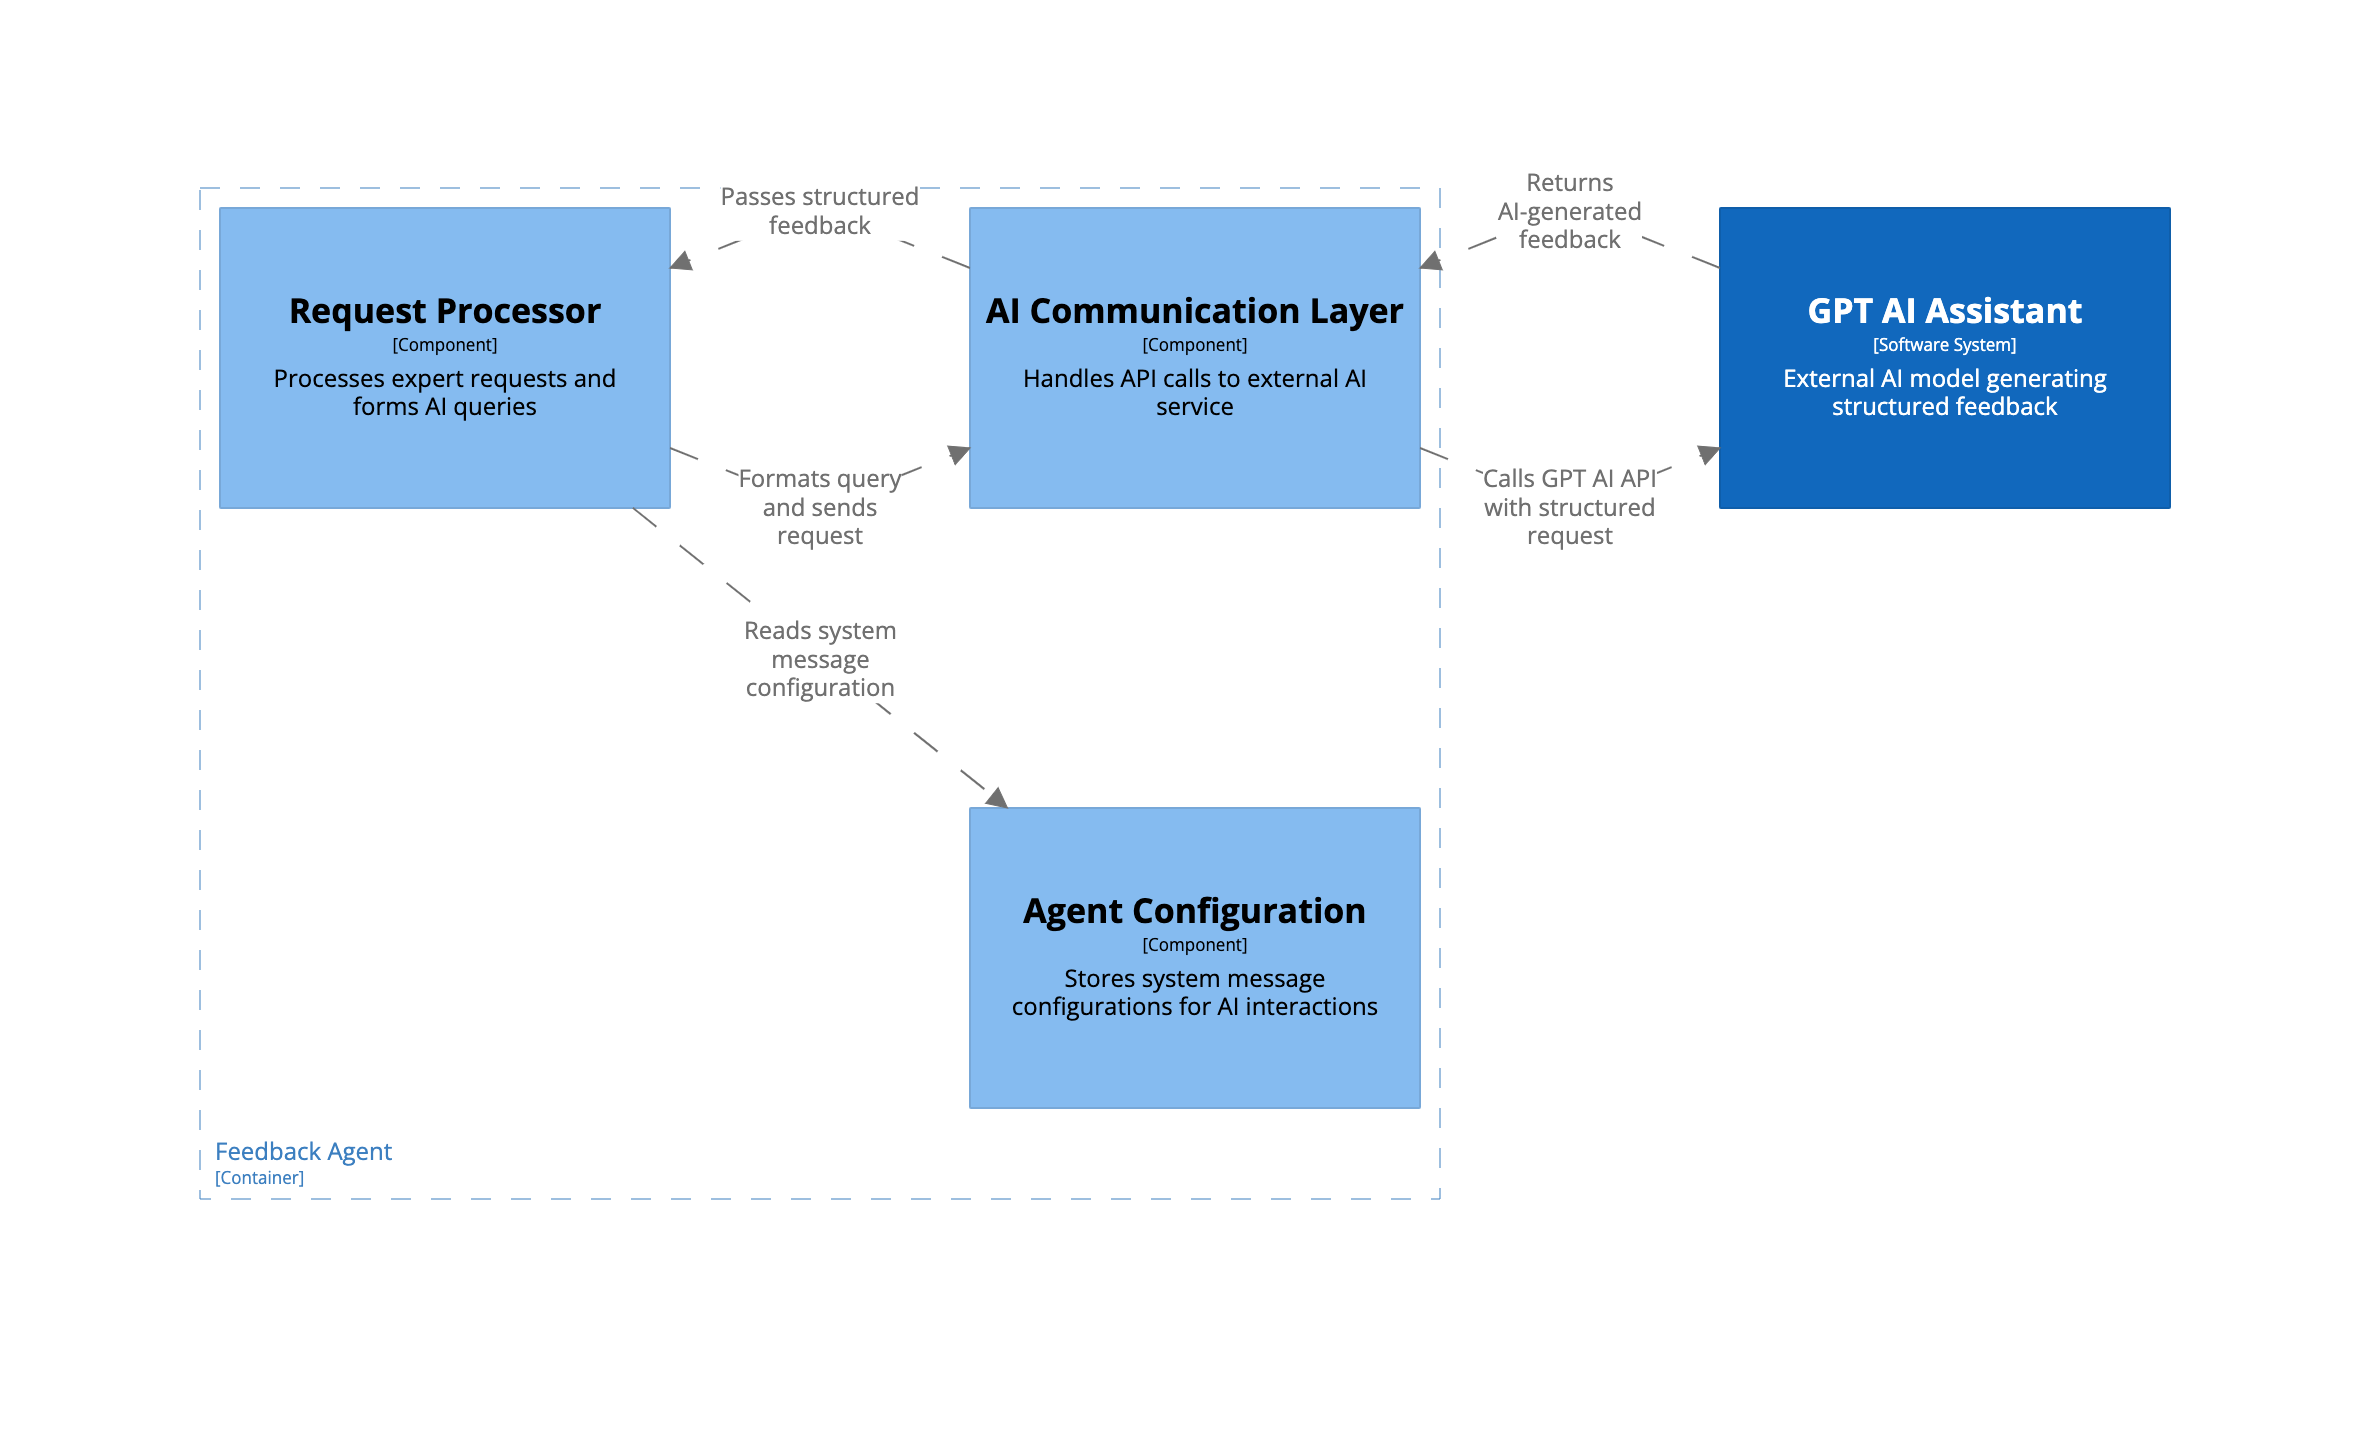 Passes structured
feedback
Returns
AI-generated
feedback
Request Processor
[Component]
Processes expert requests and
forms AI queries
AI Communication Layer
[Component]
Handles API calls to external AI
service
GPT AI Assistant
[Software System]
External AI model generating
structured feedback
Formats query
and sends
request
Calls GPT AI API
with structured
request
Reads system
message
configuration
Agent Configuration
[Component]
Stores system message
configurations for AI interactions
Feedback Agent
[Container]